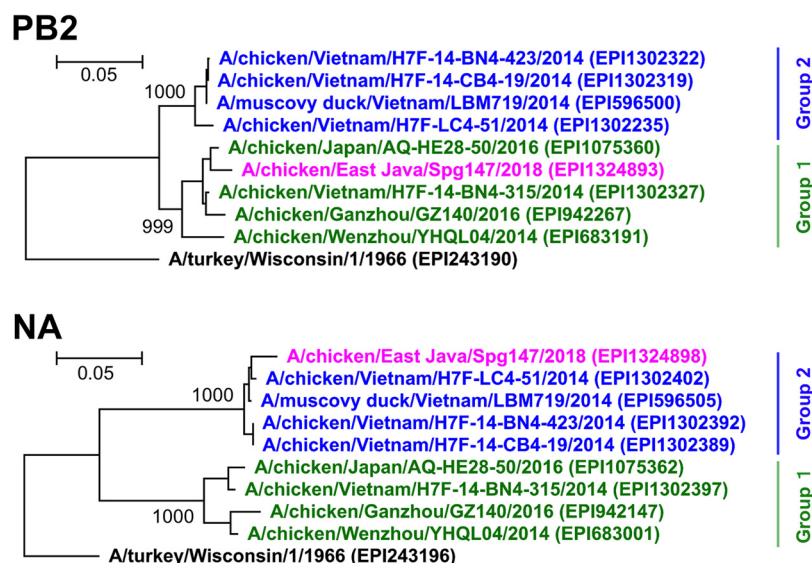 PB2
0.05
1000
A/chicken/Vietnam/H7F-14-BN4-423/2014 (EPI1302322)
A/chicken/Vietnam/H7F-14-CB4-19/2014 (EPI1302319)
A/muscovy duck/Vietnam/LBM719/2014 (EPI596500)
A/chicken/Vietnam/H7F-LC4-51/2014 (EPI1302235)
Group 2
A/chicken/Japan/AQ-HE28-50/2016 (EPI1075360)
A/chicken/East Java/Spg147/2018 (EPI1324893)
A/chicken/Vietnam/H7F-14-BN4-315/2014 (EPI1302327)
A/chicken/Ganzhou/GZ140/2016 (EPI942267)
999
A/chicken/Wenzhou/YHQL04/2014 (EPI683191)
Group 1
A/turkey/Wisconsin/1/1966 (EPI243190)
NA
0.05
A/chicken/East Java/Spg147/2018 (EPI1324898)
A/chicken/Vietnam/H7F-LC4-51/2014 (EPI1302402)
1000
A/muscovy duck/Vietnam/LBM719/2014 (EPI596505)
A/chicken/Vietnam/H7F-14-BN4-423/2014 (EPI1302392)
A/chicken/Vietnam/H7F-14-CB4-19/2014 (EPI1302389)
Group 2
A/chicken/Japan/AQ-HE28-50/2016 (EPI1075362)
A/chicken/Vietnam/H7F-14-BN4-315/2014 (EPI1302397)
1000
A/chicken/Ganzhou/GZ140/2016 (EPI942147)
A/chicken/Wenzhou/YHQL04/2014 (EPI683001)
Group 1
A/turkey/Wisconsin/1/1966 (EPI243196)